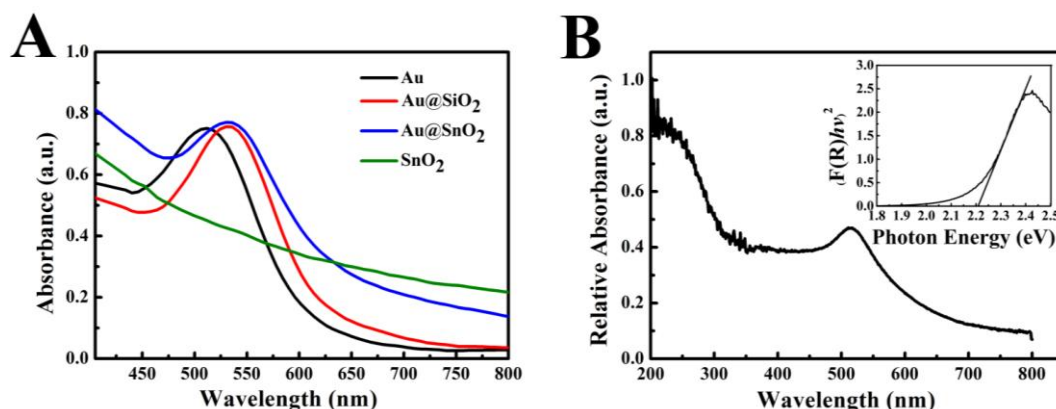 A
Absorbance (a.u.)
1.0
0.8
0.6
0.4
0.2
0.0
Au
Au@SiO2
Au@SnO2
SnO2
450 500 550 600 650 700 750 800
Wavelength (nm)
B
Relative Absorbance (a.u.)
1.0
0.8
0.6
0.4
0.2
0.0
200 300 400 500 600 700 800
Wavelength (nm)
(F(R)hν)2
3.0
2.5
2.0
1.5
1.0
0.5
0.0
1.8 1.9 2.0 2.1 2.2 2.3 2.4 2.5
Photon Energy (eV)